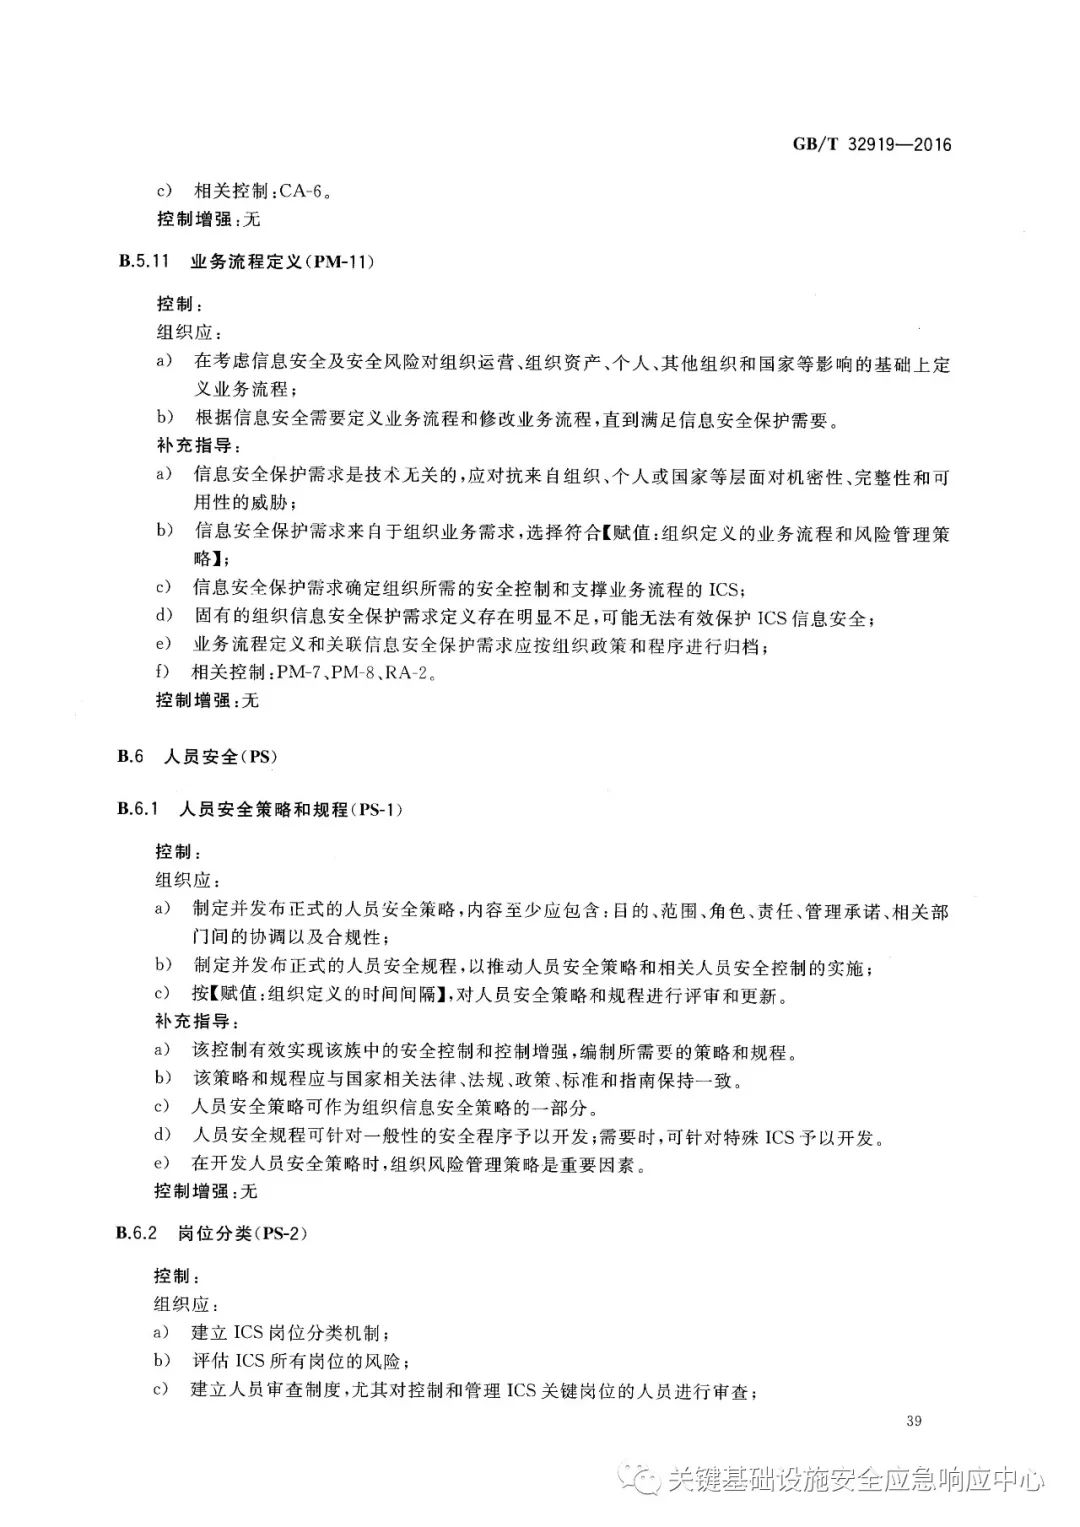 GB/T 32919—2016
c) 相关控制:CA-6。
控制增强:无
B.5.11 业务流程定义(PM-11)
控制:
组织应:
a) 在考虑信息安全及安全风险对组织运营、组织资产、个人、其他组织和国家等影响的基础上定
义业务流程;
b) 根据信息安全需要定义业务流程和修改业务流程,直到满足信息安全保护需要。
补充指导:
a) 信息安全保护需求是技术无关的,应对抗来自组织、个人或国家等层面对机密性、完整性和可
用性的威胁;
b) 信息安全保护需求来自于组织业务需求,选择符合【赋值:组织定义的业务流程和风险管理策
略】;
c) 信息安全保护需求确定组织所需的安全控制和支撑业务流程的 ICS;
d) 固有的组织信息安全保护需求定义存在明显不足,可能无法有效保护 ICS 信息安全;
e) 业务流程定义和关联信息安全保护需求应按组织政策和程序进行归档;
f) 相关控制:PM-7、PM-8、RA-2。
控制增强:无
B.6 人员安全(PS)
B.6.1 人员安全策略和规程(PS-1)
控制:
组织应:
a) 制定并发布正式的人员安全策略,内容至少应包含:目的、范围、角色、责任、管理承诺、相关部
门间的协调以及合规性;
b) 制定并发布正式的人员安全规程,以推动人员安全策略和相关人员安全控制的实施;
c) 按【赋值:组织定义的时间间隔】,对人员安全策略和规程进行评审和更新。
补充指导:
a) 该控制有效实现该族中的安全控制和控制增强,编制所需要的策略和规程。
b) 该策略和规程应与国家相关法律、法规、政策、标准和指南保持一致。
c) 人员安全策略可作为组织信息安全策略的一部分。
d) 人员安全规程可针对一般性的安全程序予以开发;需要时,可针对特殊 ICS 予以开发。
e) 在开发人员安全策略时,组织风险管理策略是重要因素。
控制增强:无
B.6.2 岗位分类(PS-2)
控制:
组织应:
a) 建立 ICS 岗位分类机制;
b) 评估 ICS 所有岗位的风险;
c) 建立人员审查制度,尤其对控制和管理 ICS 关键岗位的人员进行审查;
39
关键基础设施安全应急响应中心